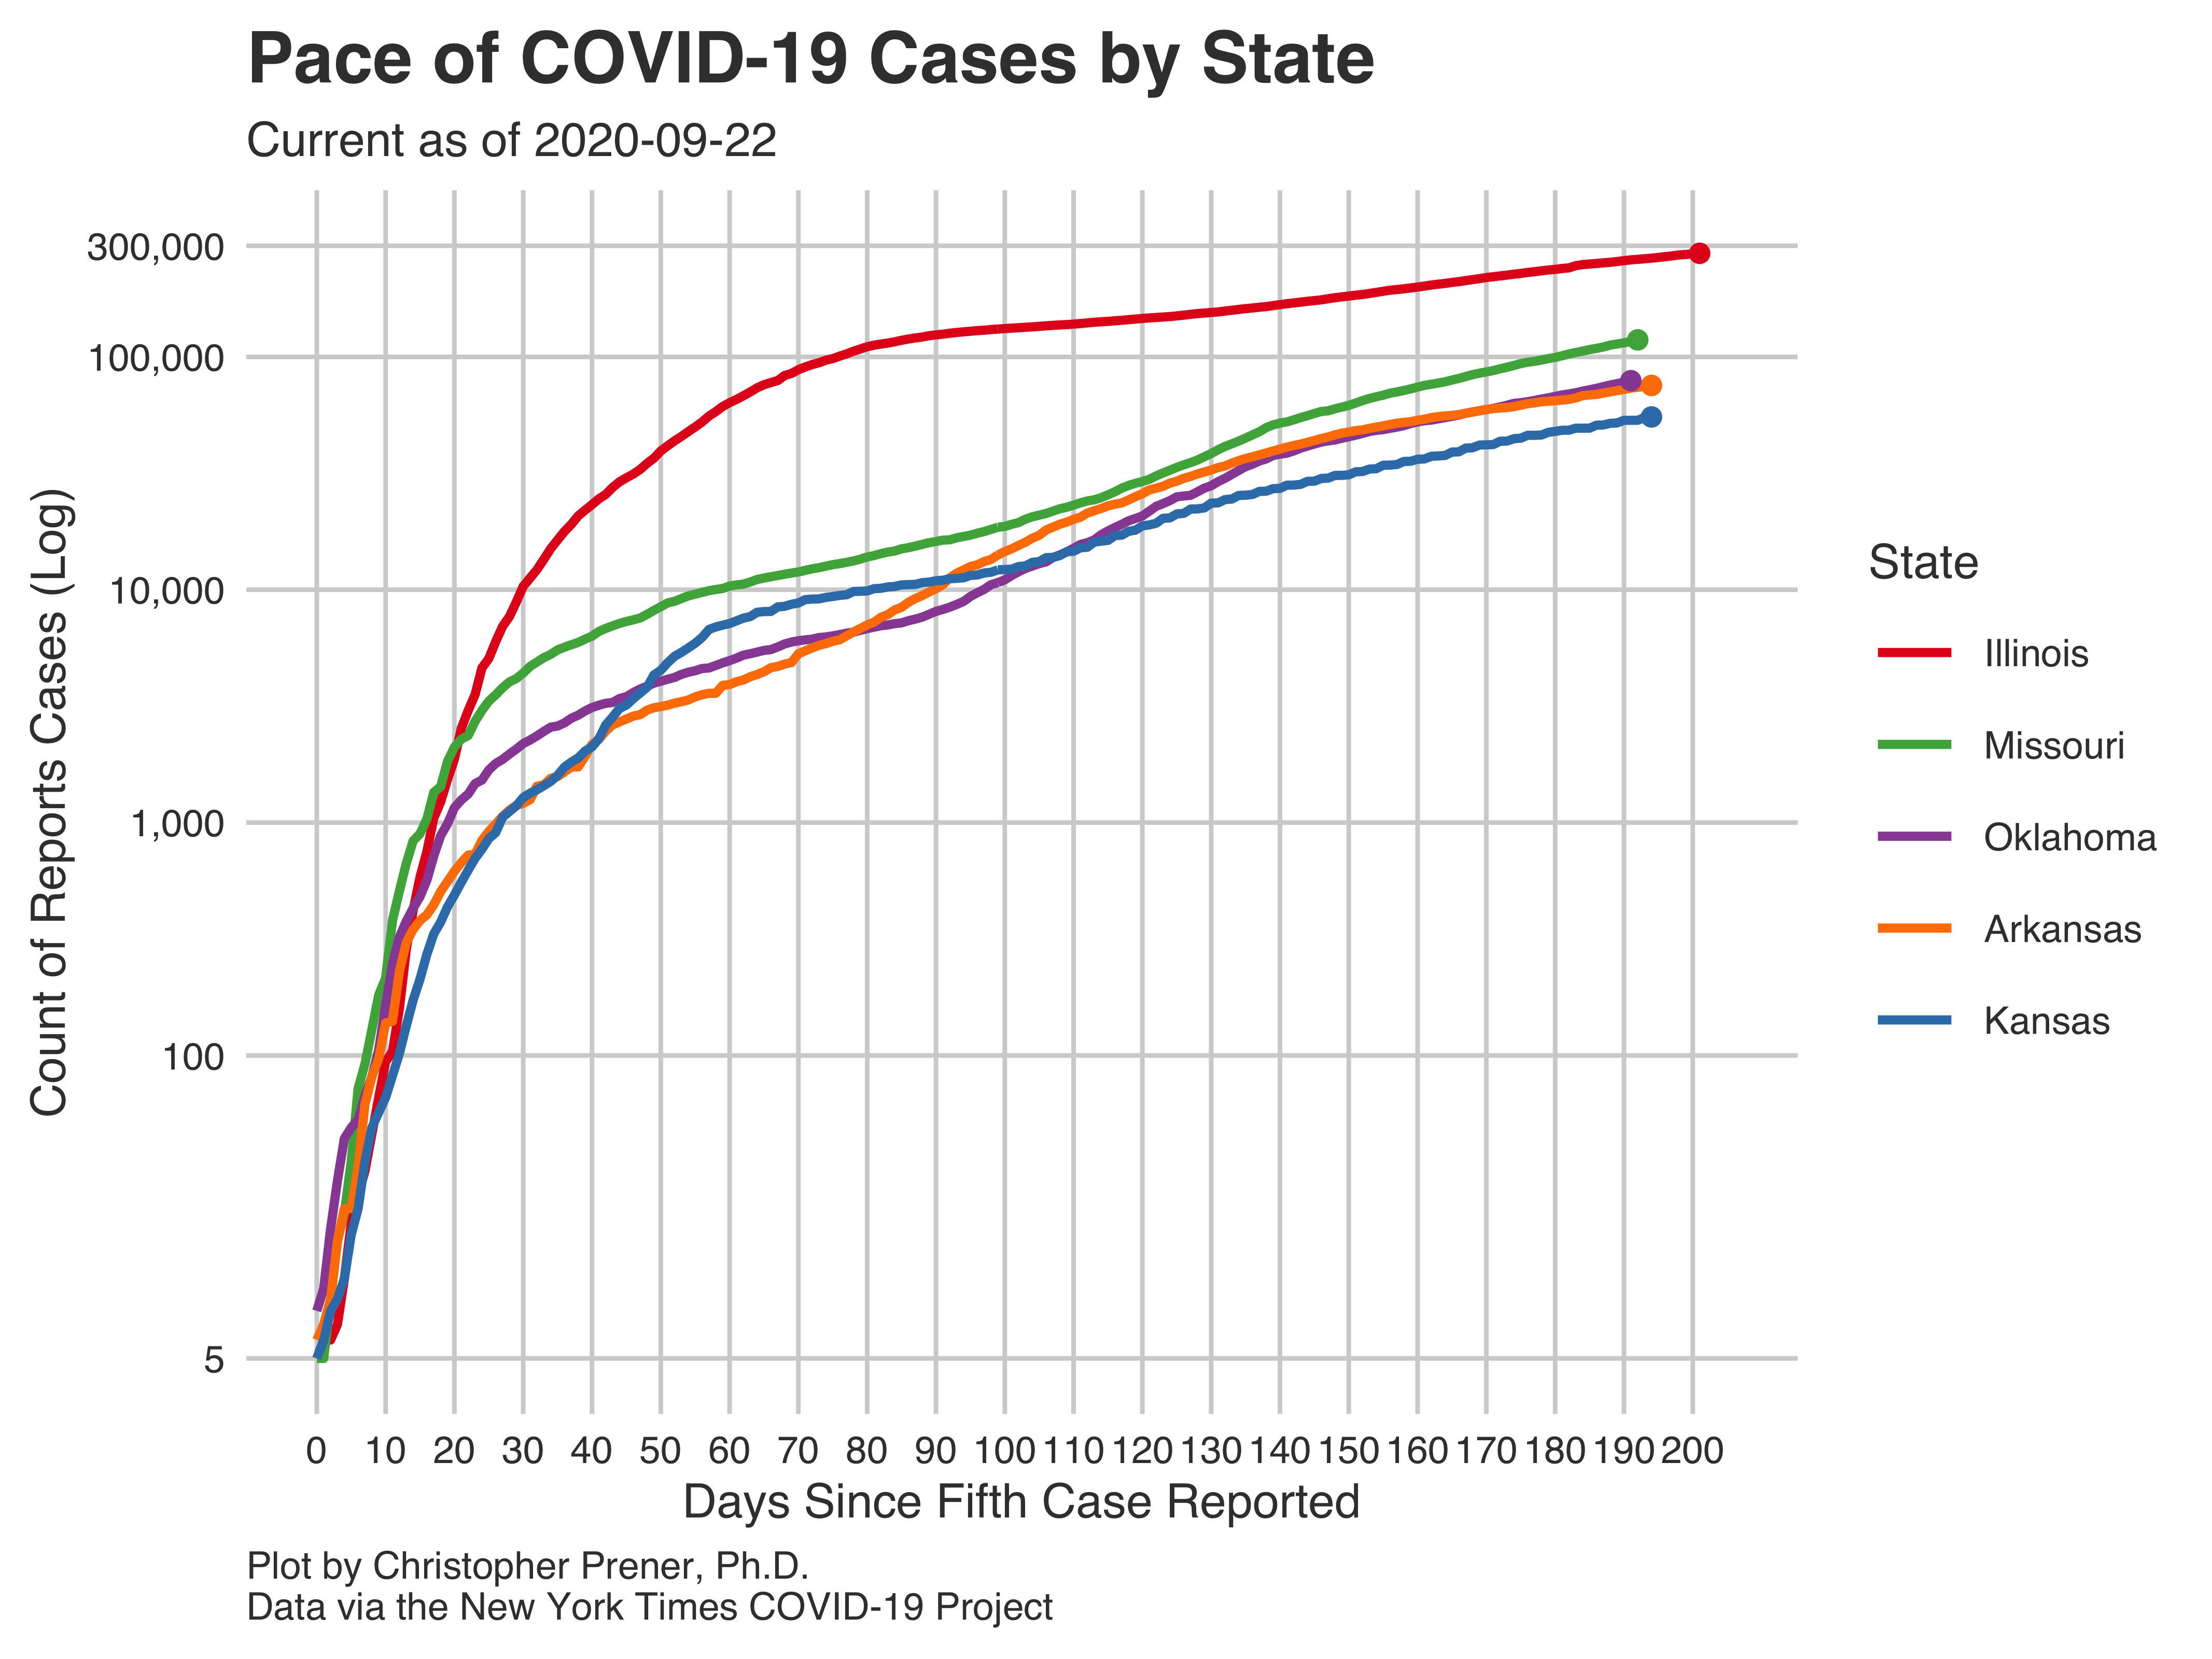 Pace of COVID-19 Cases by State
Current as of 2020-09-22
300,000
100,000
10,000
1,000
100
5
Count of Reports Cases (Log)
0 10 20 30 40 50 60 70 80 90 100 110 120 130 140 150 160 170 180 190 200
Days Since Fifth Case Reported
State
Illinois
Missouri
Oklahoma
Arkansas
Kansas
Plot by Christopher Prener, Ph.D.
Data via the New York Times COVID-19 Project